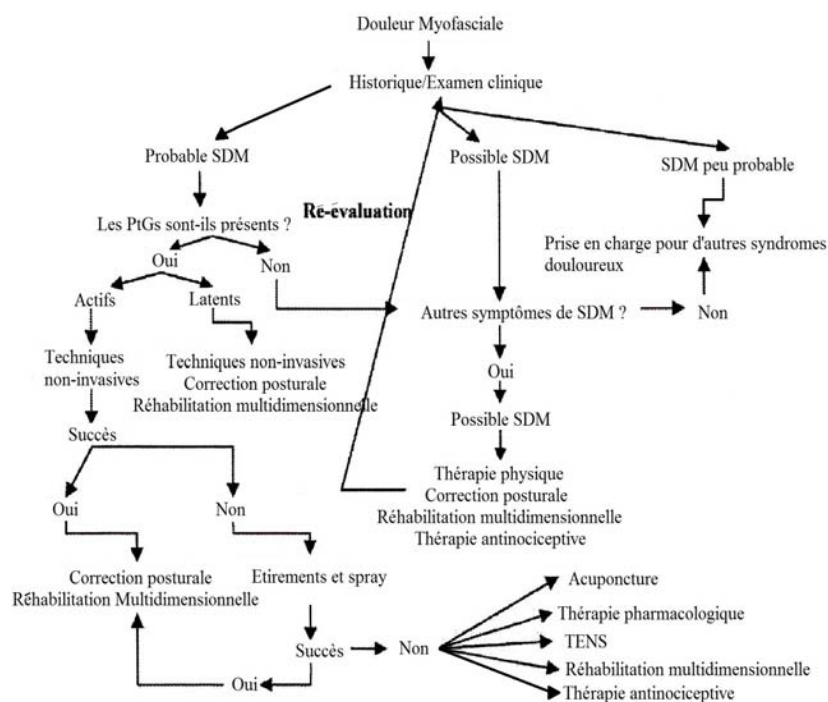 Douleur Myofasciale
Historique/Examen clinique
Probable SDM
Possible SDM
SDM peu probable
Les PtGs sont-ils présents ?
Ré-évaluation
Prise en charge pour d'autres syndromes
douloureux
Oui
Non
Actifs
Latents
Autres symptômes de SDM ?
Non
Techniques
non-invasives
Techniques non-invasives
Correction posturale
Réhabilitation multidimensionnelle
Oui
Possible SDM
Succès
Thérapie physique
Correction posturale
Réhabilitation multidimensionnelle
Thérapie antinociceptive
Oui
Non
Correction posturale
Réhabilitation Multidimensionnelle
Etirements et spray
Succès
Non
Oui
Acuponcture
Thérapie pharmacologique
TENS
Réhabilitation multidimensionnelle
Thérapie antinociceptive